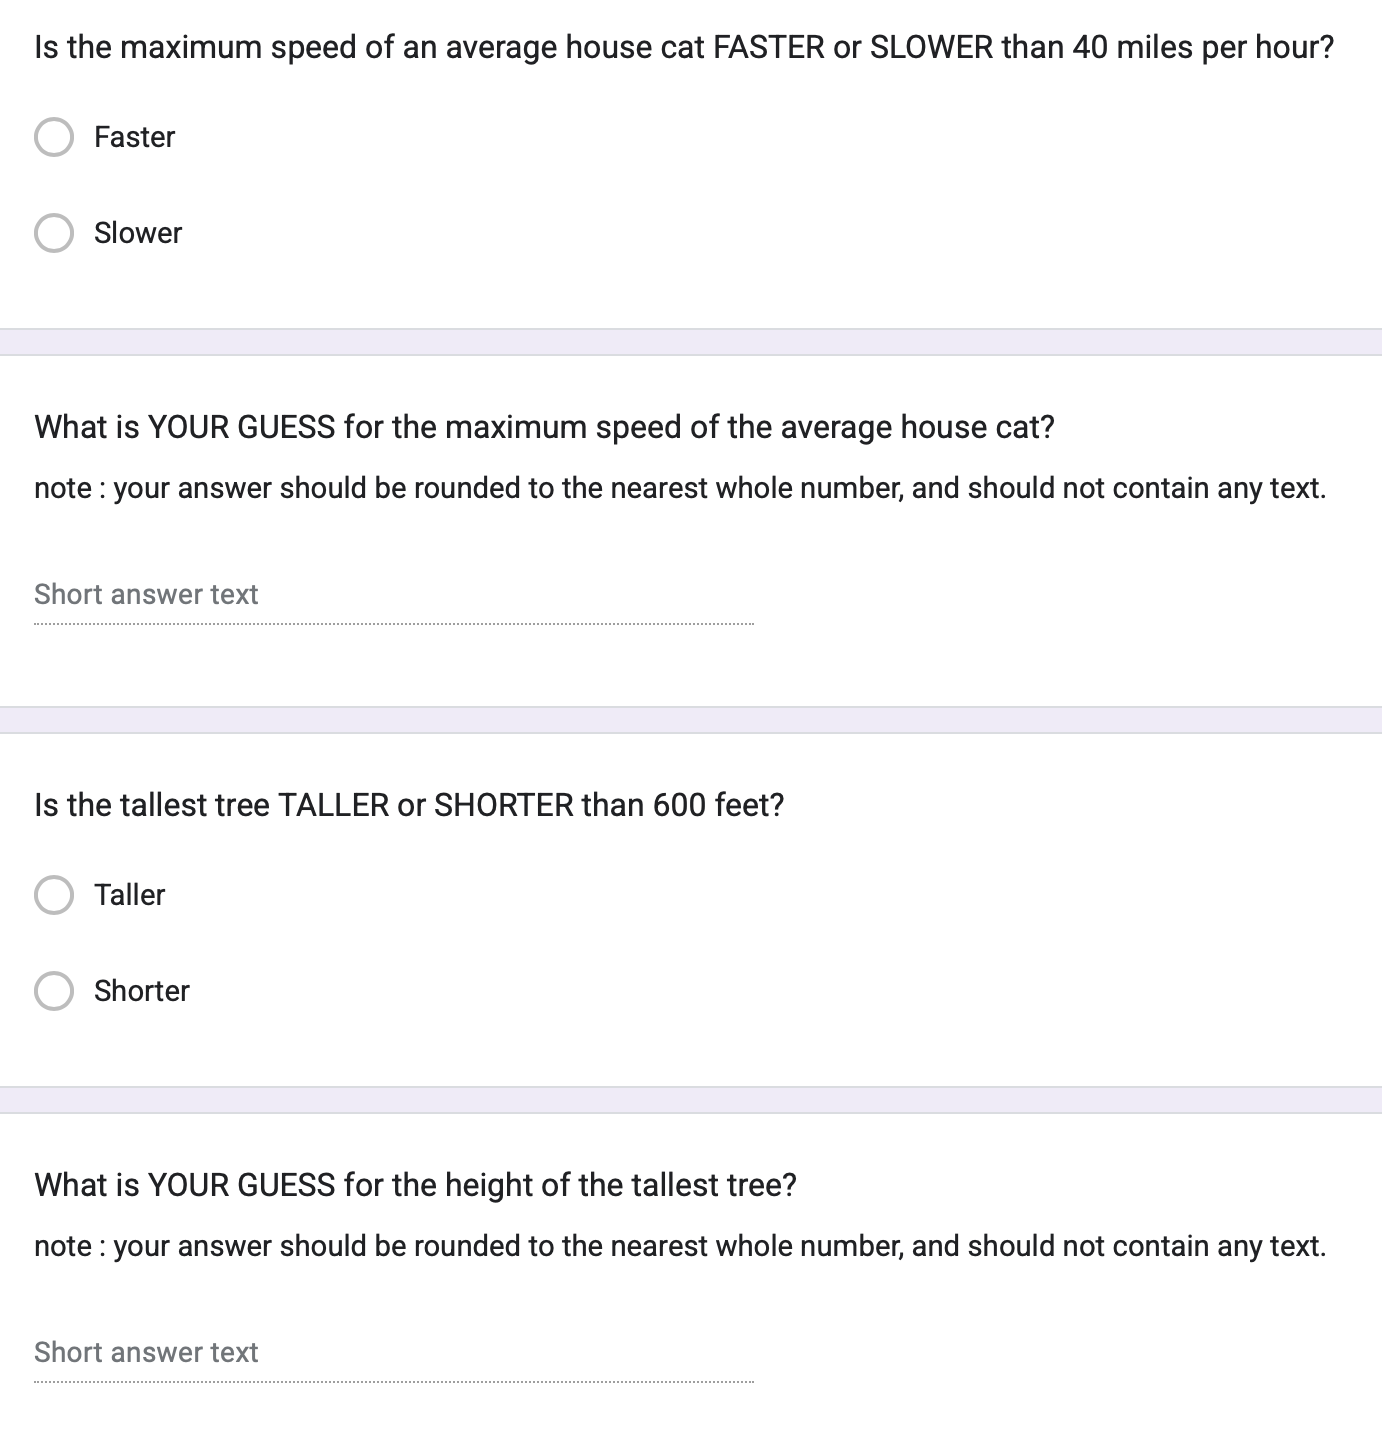 Is the maximum speed of an average house cat FASTER or SLOWER than 40 miles per hour?
Faster
Slower
What is YOUR GUESS for the maximum speed of the average house cat?
note : your answer should be rounded to the nearest whole number, and should not contain any text.
Short answer text
Is the tallest tree TALLER or SHORTER than 600 feet?
Taller
Shorter
What is YOUR GUESS for the height of the tallest tree?
note : your answer should be rounded to the nearest whole number, and should not contain any text.
Short answer text